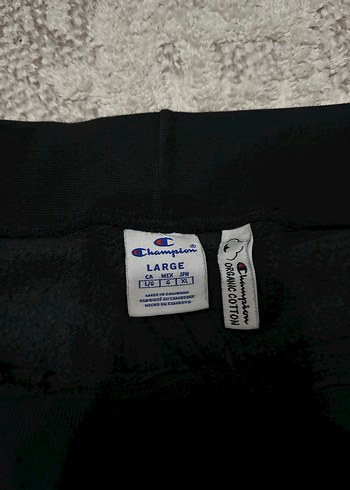 Champion
LARGE
CA MEX JPN
L/G G XL
MADE IN CAMBODIA
FABRIQUÉ AU CAMBODGE
HECHO EN CAMBOYA
Champion
ORGANIC COTTON